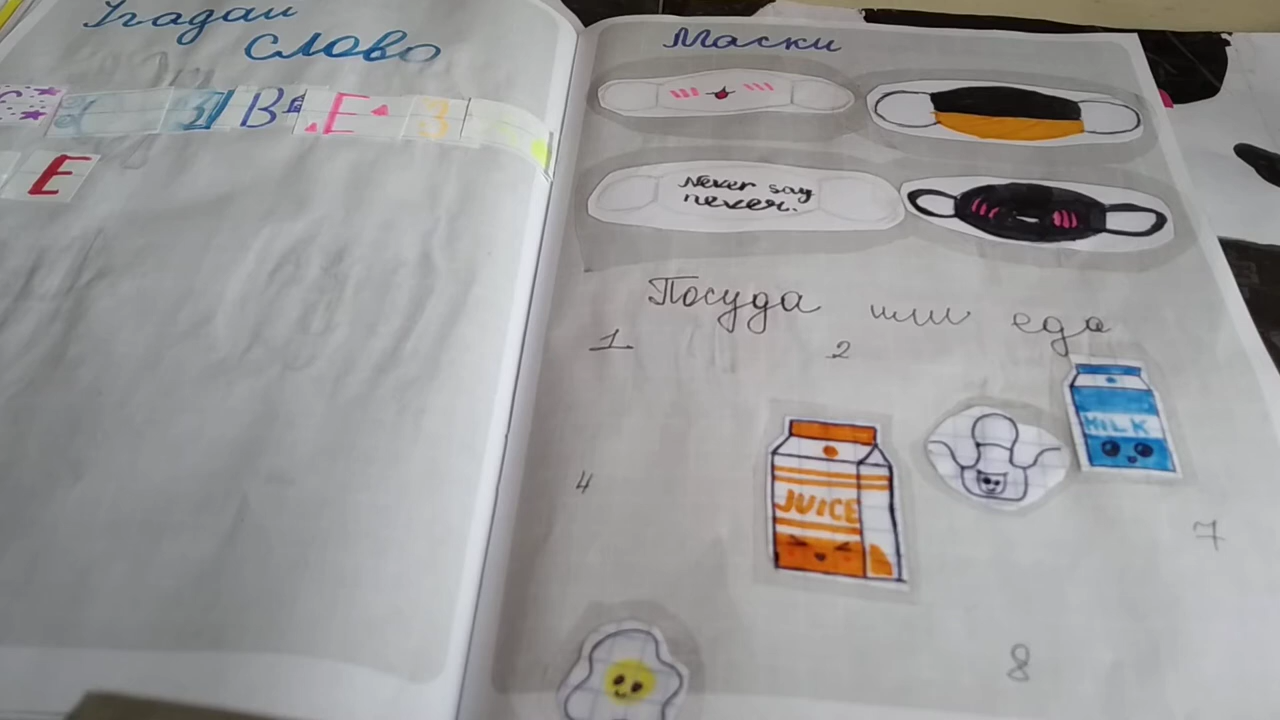 Угадай
слово
В Е З
Е
Маски
Never say
never.
Посуда или еда
1
2
MILK
JUICE
4
7
8